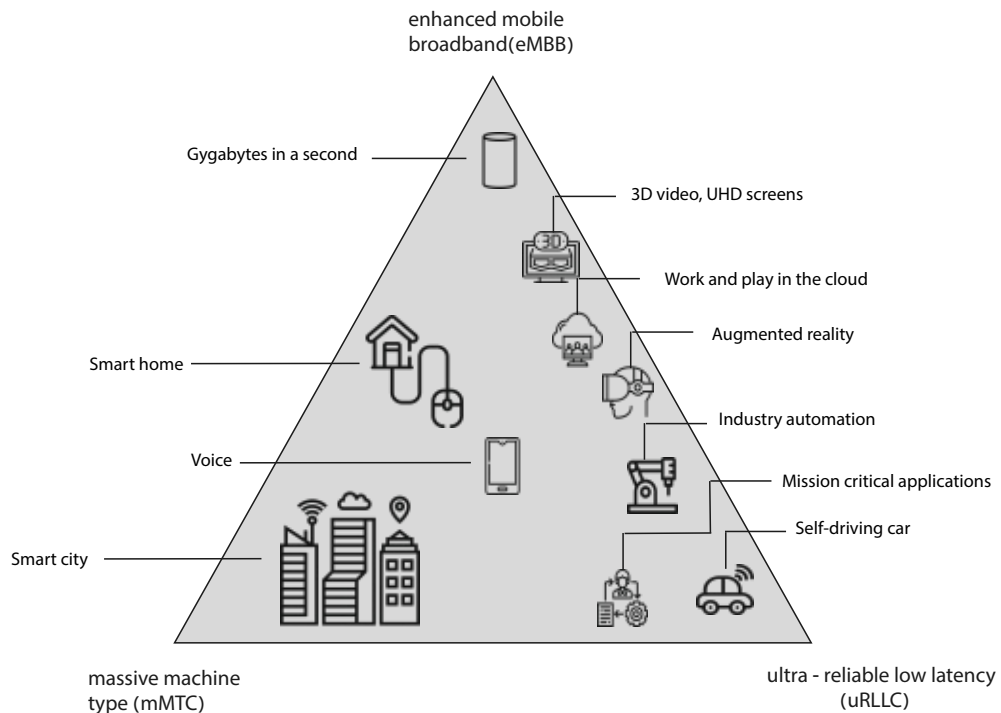 enhanced mobile
broadband(eMBB)
Gygabytes in a second
3D video, UHD screens
3D
Work and play in the cloud
Augmented reality
Smart home
Industry automation
Voice
Mission critical applications
Self-driving car
Smart city
massive machine
type (mMTC)
ultra - reliable low latency
(uRLLC)